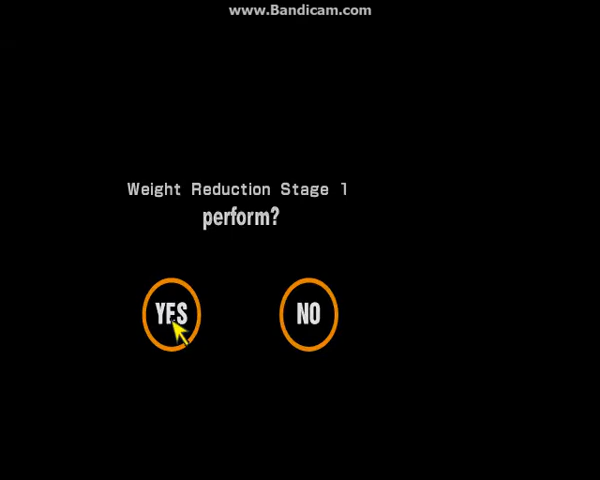 www.Bandicam.com
Weight Reduction Stage 1
perform?
YES
NO